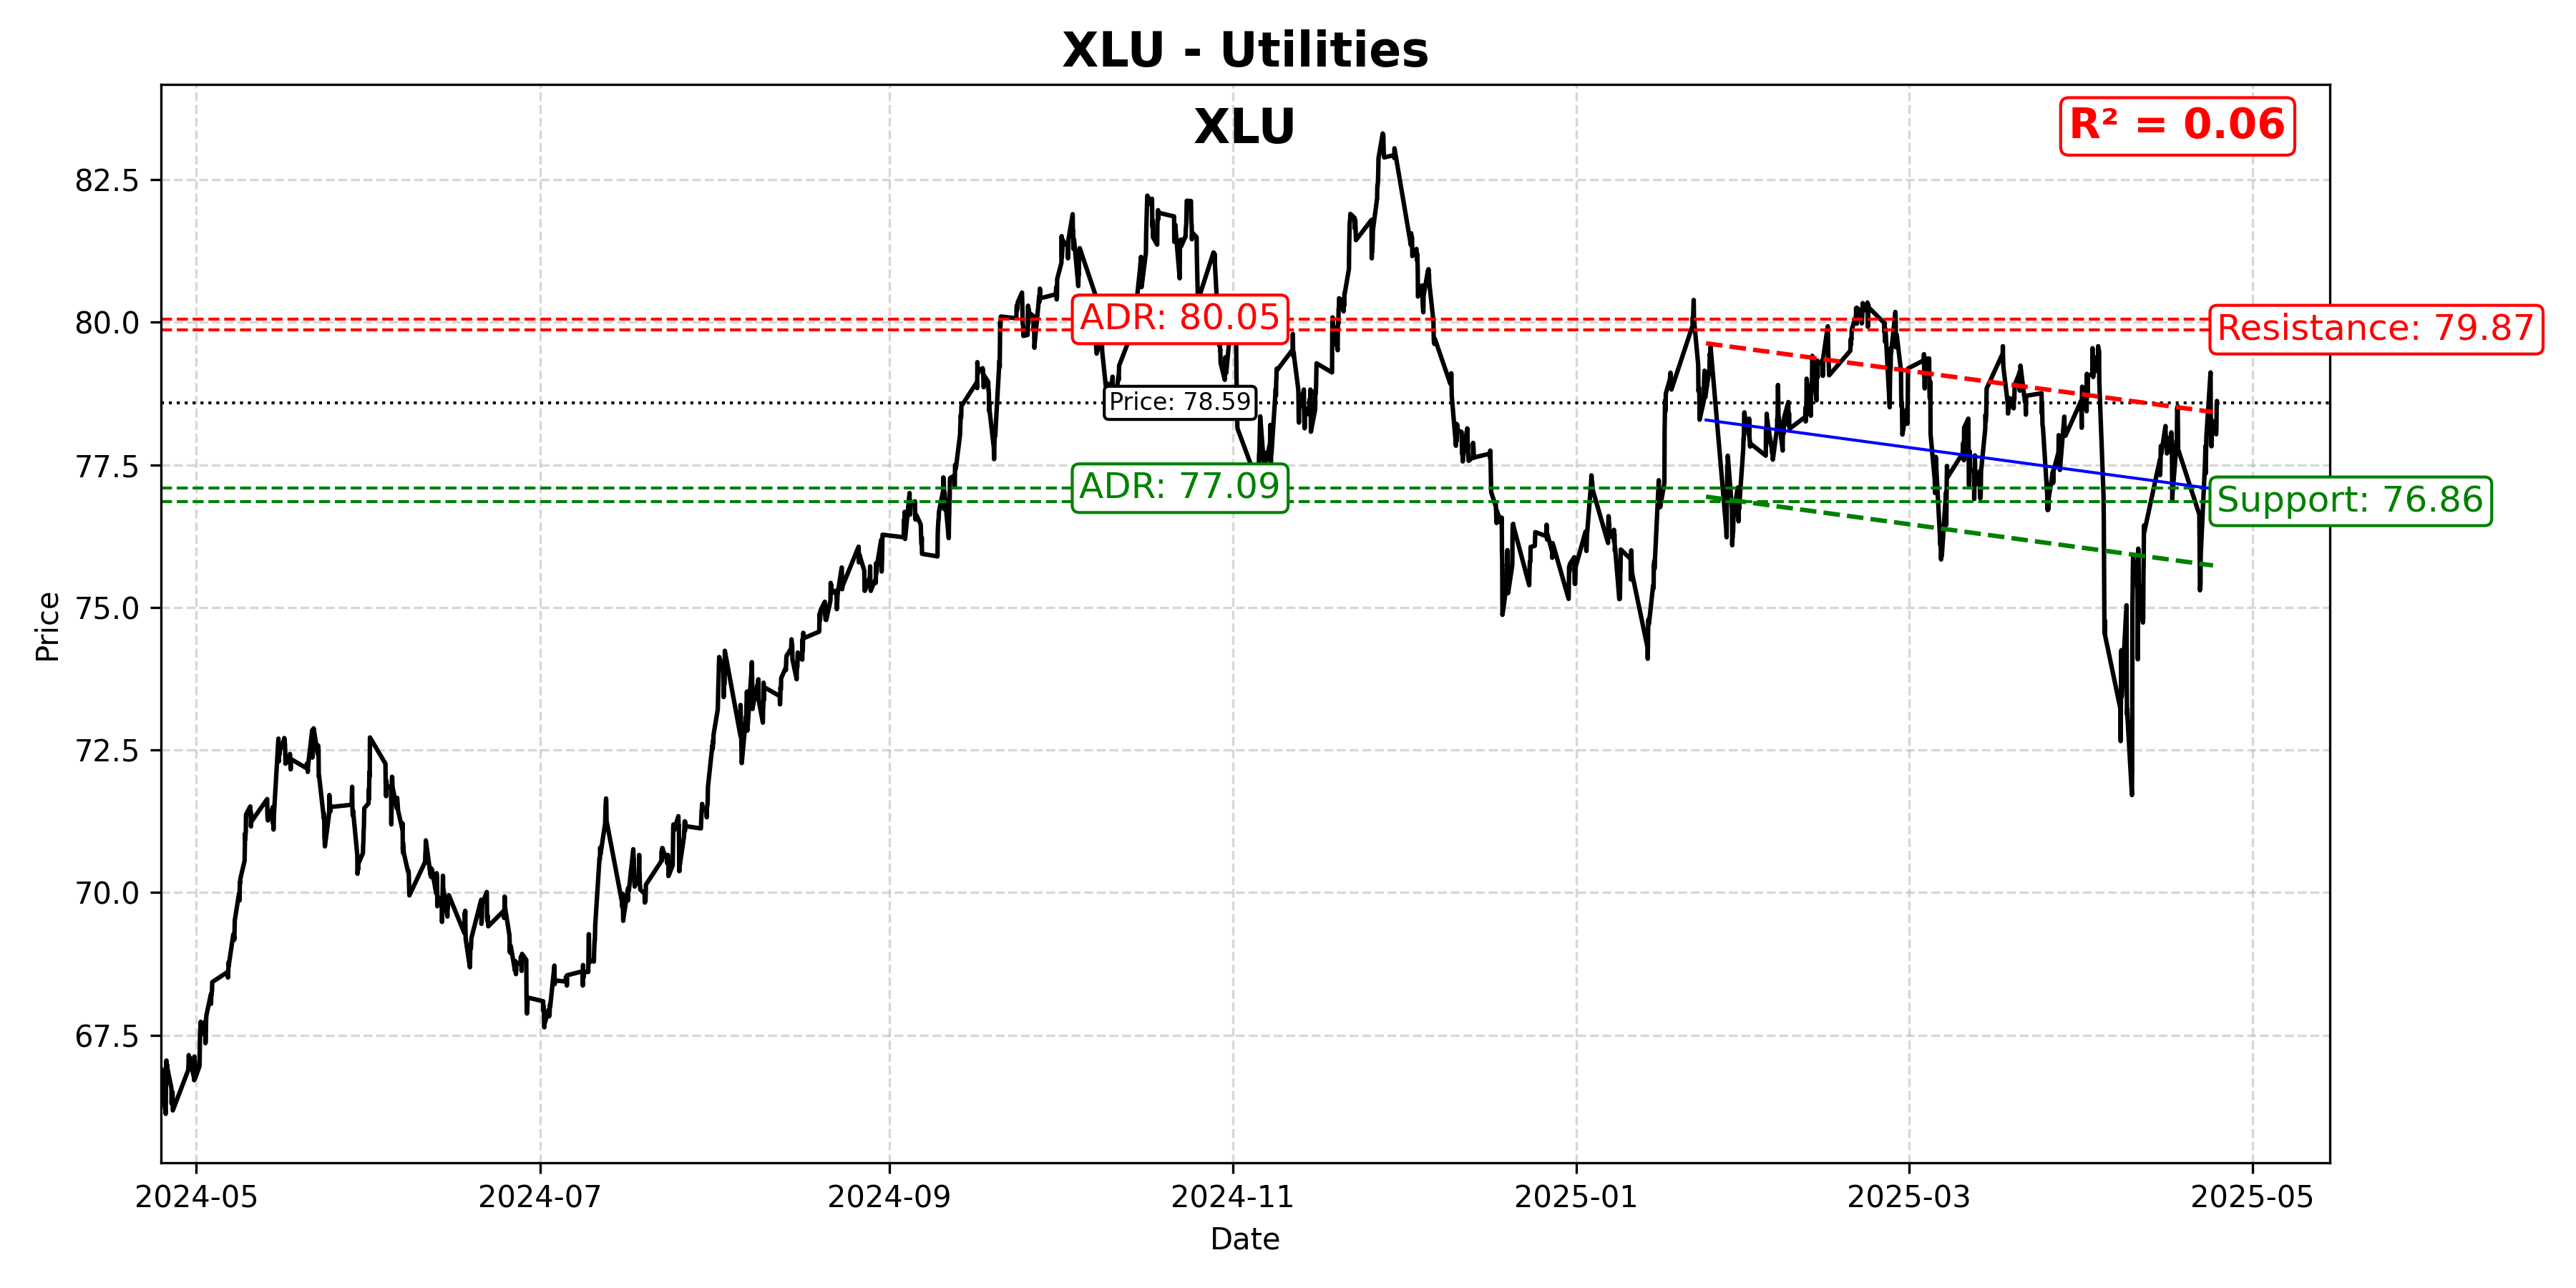 XLU - Utilities
XLU
R² = 0.06
82.5
80.0
77.5
75.0
72.5
70.0
67.5
Price
ADR: 80.05
Resistance: 79.87
Price: 78.59
ADR: 77.09
Support: 76.86
2024-05
2024-07
2024-09
2024-11
2025-01
2025-03
2025-05
Date